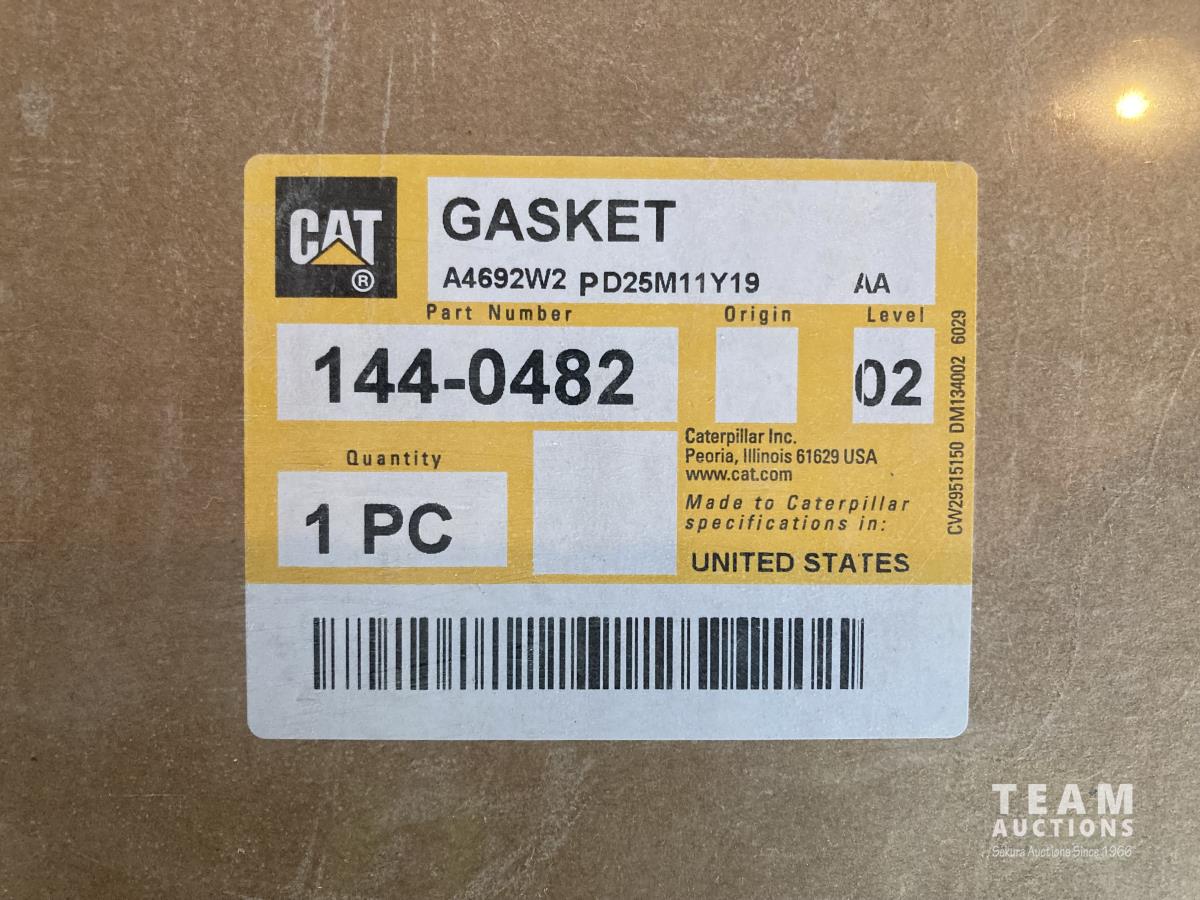 CAT
®
GASKET
A4692W2 PD25M11Y19 AA
Part Number Origin Level
144-0482 02
Quantity
1 PC
Caterpillar Inc.
Peoria, Illinois 61629 USA
www.cat.com
Made to Caterpillar
specifications in:
UNITED STATES
CW29515150 DM134002 6029
TEAM
AUCTIONS
Sakura Auctions Since 1966